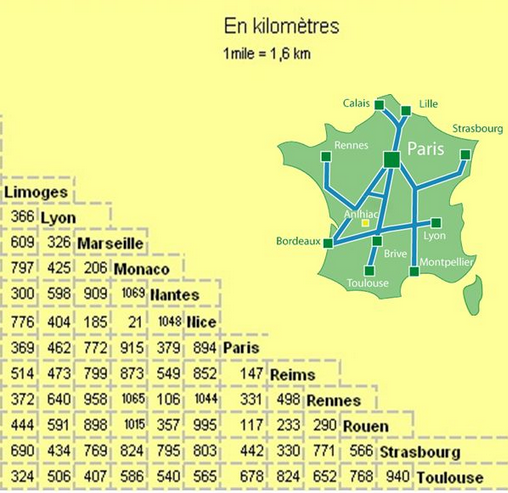 En kilomètres
1mile = 1,6 km
Calais
Lille
Strasbourg
Rennes
Paris
Anlhiac
Bordeaux
Lyon
Brive
Montpellier
Toulouse
Limoges
366 Lyon
609 326 Marseille
797 425 206 Monaco
300 598 909 1069 Nantes
776 404 185 21 1048 Nice
369 462 772 915 379 894 Paris
514 473 799 873 549 852 147 Reims
372 640 958 1065 106 1044 331 498 Rennes
444 591 898 1015 357 995 117 233 290 Rouen
690 434 769 824 795 803 442 330 771 566 Strasbourg
324 506 407 586 540 565 678 824 652 768 940 Toulouse